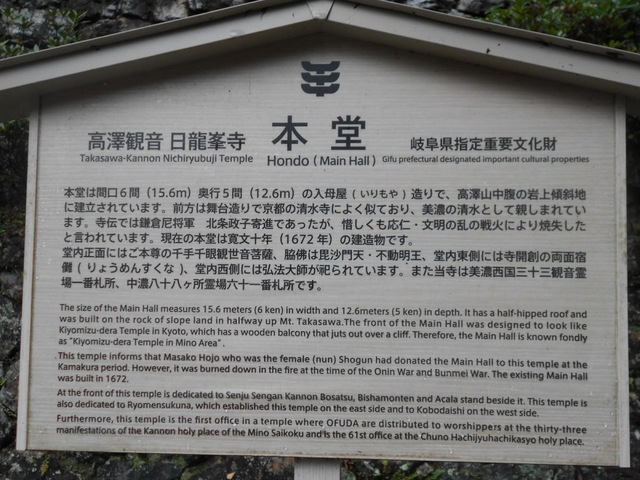 本堂
高澤観音 日龍峯寺
Takasawa-Kannon Nichiryubuji Temple
Hondo ( Main Hall )
岐阜県指定重要文化財
Gifu prefectural designated important cultural properties
本堂は間口6間（15.6m）奥行5間（12.6m）の入母屋（いりもや）造りで、高澤山中腹の岩上傾斜地
に建立されています。前方は舞台造りで京都の清水寺によく似ており、美濃の清水として親しまれてい
ます。寺伝では鎌倉尼将軍　北条政子寄進であったが、惜しくも応仁・文明の乱の戦火により焼失した
と言われています。現在の本堂は寛文十年（1672 年）の建造物です。
堂内正面にはご本尊の千手千眼観世音菩薩、脇佛は毘沙門天・不動明王、堂内東側には寺開創の両面宿
儺（りょうめんすくな）、堂内西側には弘法大師が祀られています。また当寺は美濃西国三十三観音霊
場一番札所、中濃八十八ヶ所霊場六十一番札所です。
The size of the Main Hall measures 15.6 meters (6 ken) in width and 12.6meters (5 ken) in depth. It has a half-hipped roof and
was built on the rock of slope land in halfway up Mt. Takasawa.The front of the Main Hall was designed to look like
Kiyomizu-dera Temple in Kyoto, which has a wooden balcony that juts out over a cliff. Therefore, the Main Hall is known fondly
as "Kiyomizu-dera Temple in Mino Area" .
This temple informs that Masako Hojo who was the female (nun) Shogun had donated the Main Hall to this temple at the
Kamakura period. However, it was burned down in the fire at the time of the Onin War and Bunmei War. The existing Main Hall
was built in 1672.
At the front of this temple is dedicated to Senju Sengan Kannon Bosatsu, Bishamonten and Acala stand beside it. This temple is
also dedicated to Ryomensukuna, which established this temple on the east side and to Kobodaishi on the west side.
Furthermore, this temple is the first office in a temple where OFUDA are distributed to worshippers at the thirty-three
manifestations of the Kannon holy place of the Mino Saikoku and is the 61st office at the Chuno Hachijyuhachikasyo holy place.